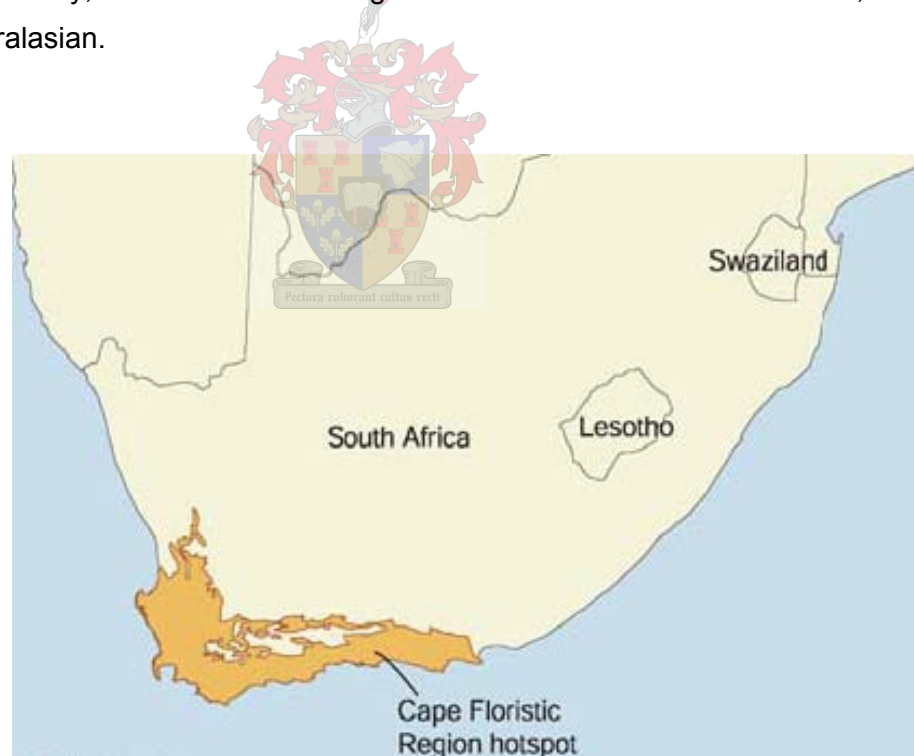 ralasian.
Pectora roborant cultus recti
Swaziland
Lesotho
South Africa
Cape Floristic
Region hotspot